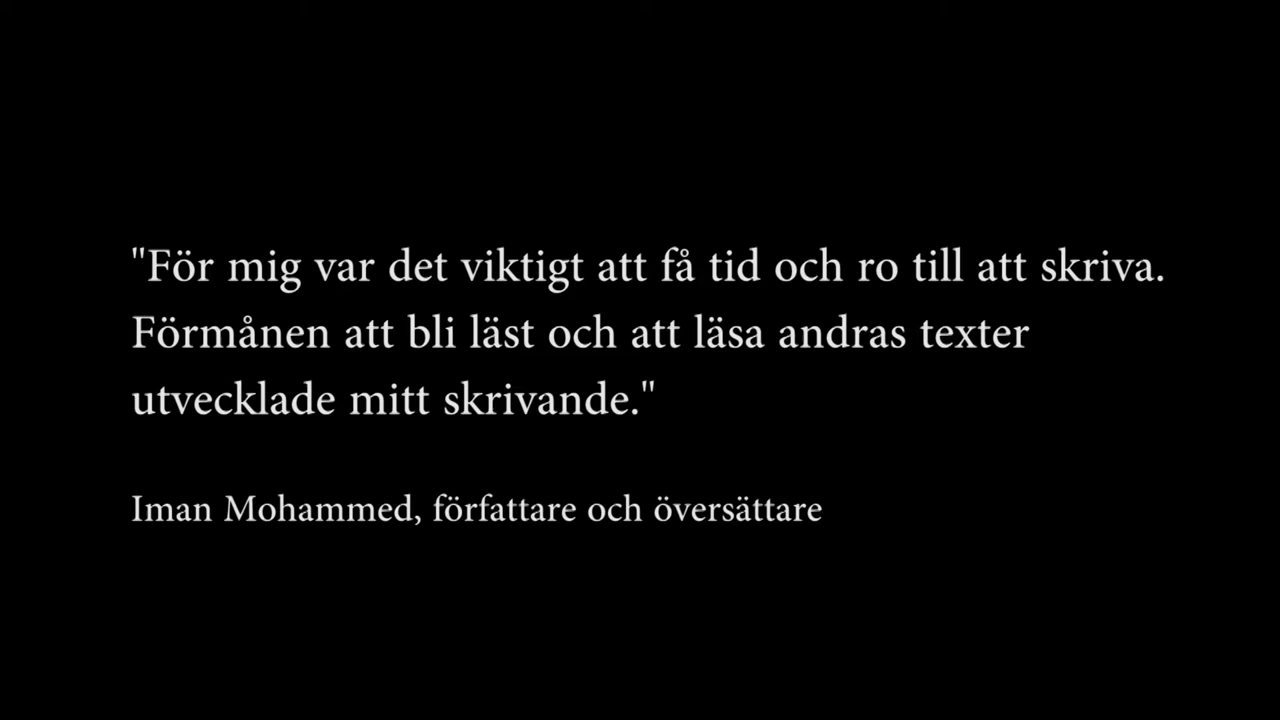 "För mig var det viktigt att få tid och ro till att skriva.
Förmånen att bli läst och att läsa andras texter
utvecklade mitt skrivande."
Iman Mohammed, författare och översättare